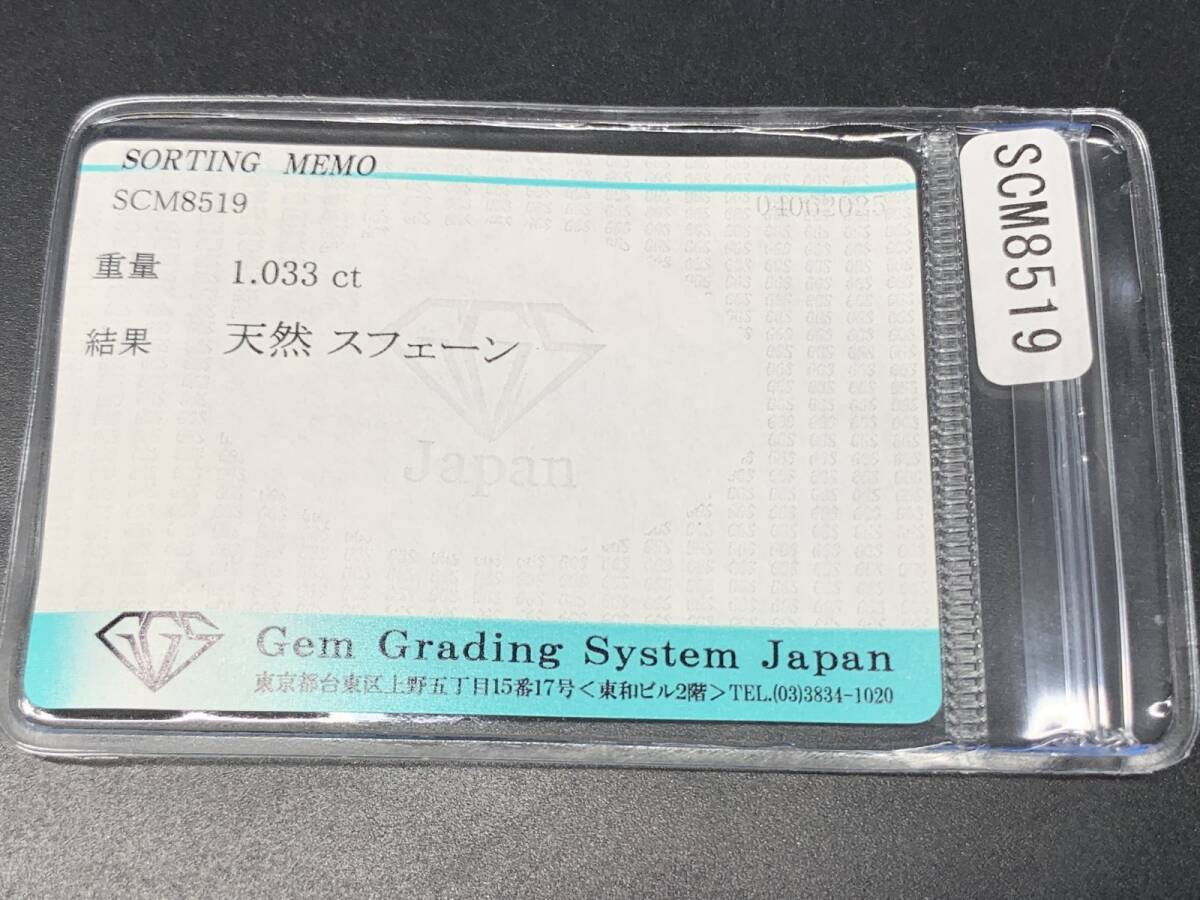 SORTING MEMO
SCM8519 04062025
重量 1.033 ct
結果 天然 スフェーン
GGS
Japan
GGS Gem Grading System Japan
東京都台東区上野五丁目15番17号＜東和ビル2階＞TEL.(03)3834-1020
SCM8519